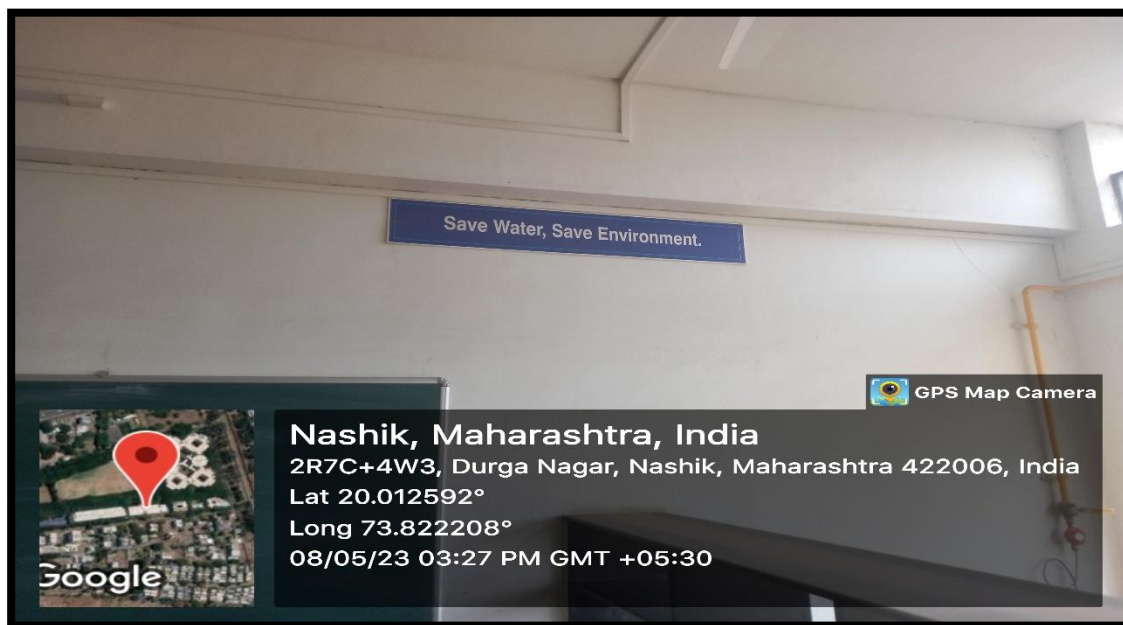 Save Water, Save Environment.
GPS Map Camera
Nashik, Maharashtra, India
2R7C+4W3, Durga Nagar, Nashik, Maharashtra 422006, India
Lat 20.012592°
Long 73.822208°
08/05/23 03:27 PM GMT +05:30
Google